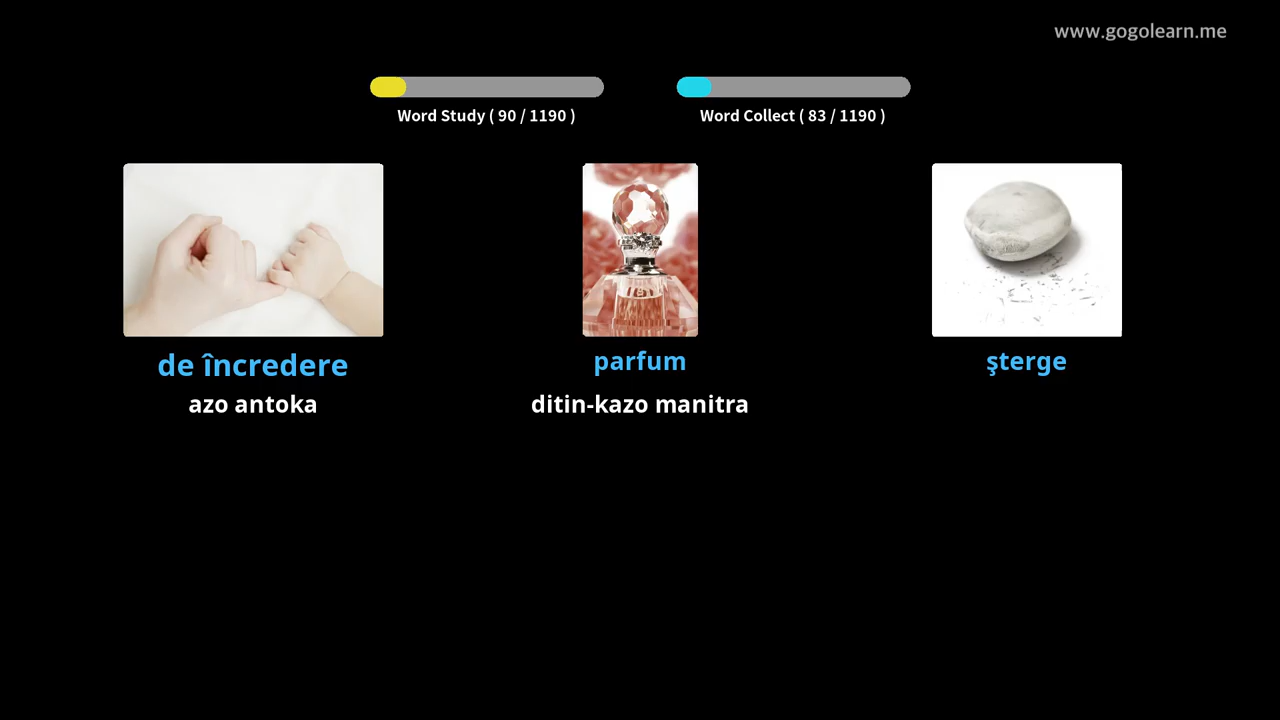 www.gogolearn.me
Word Study ( 90 / 1190 )
Word Collect ( 83 / 1190 )
de încredere
azo antoka
parfum
ditin-kazo manitra
şterge